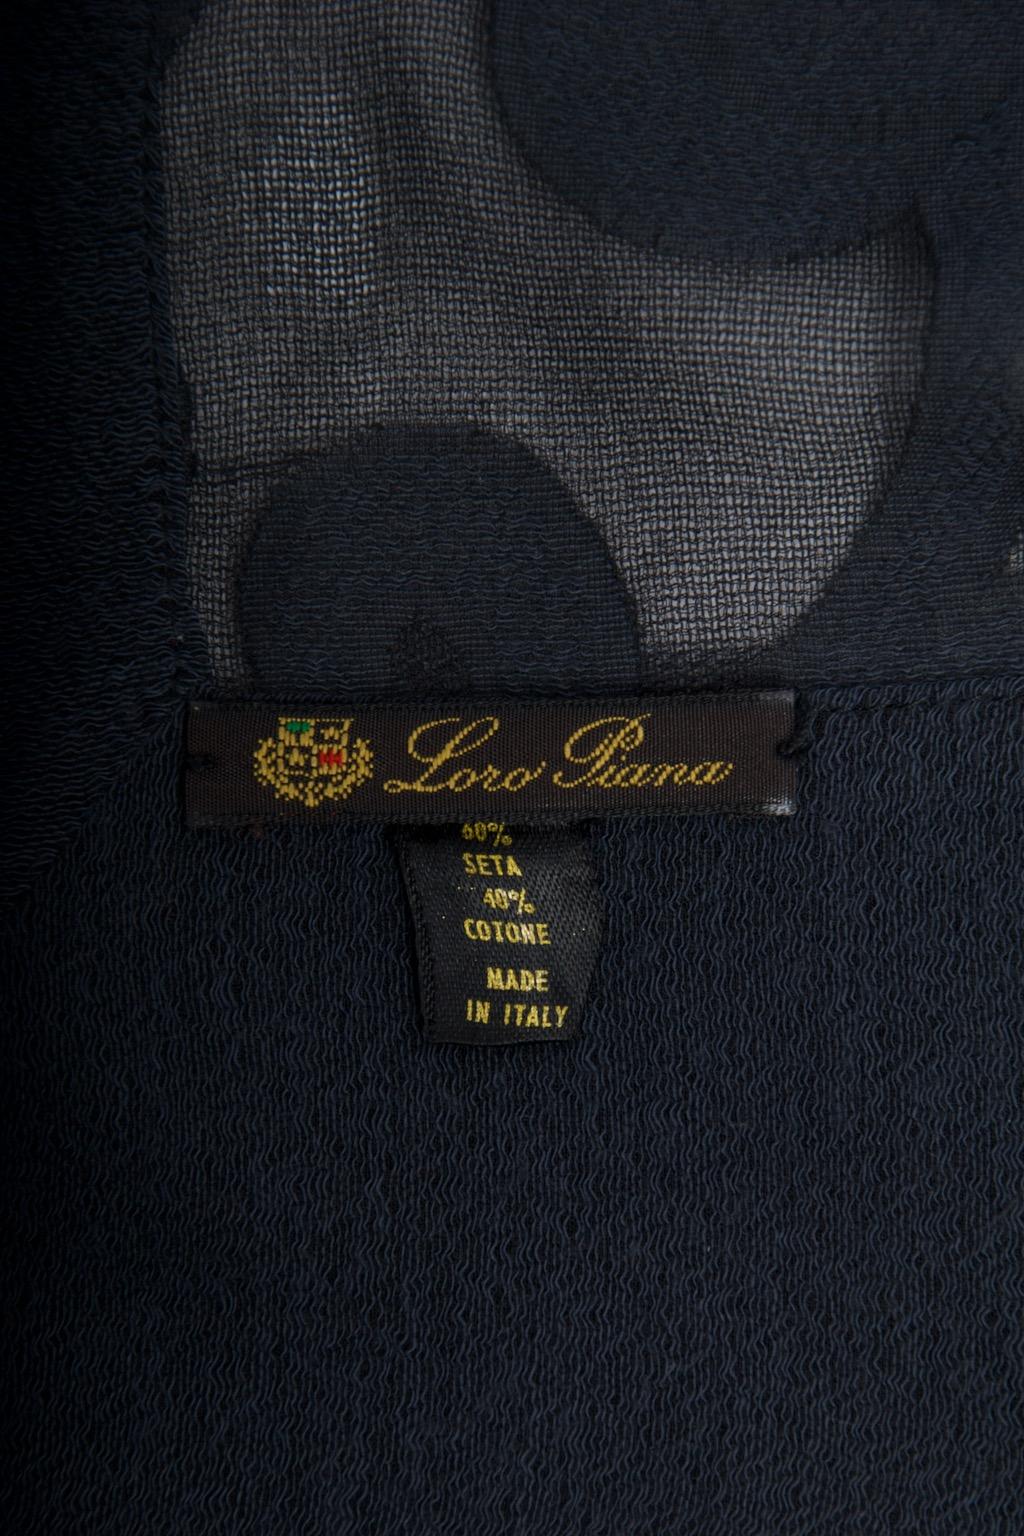 Loro Piana
60%
SETA
40%
COTONE
MADE
IN ITALY